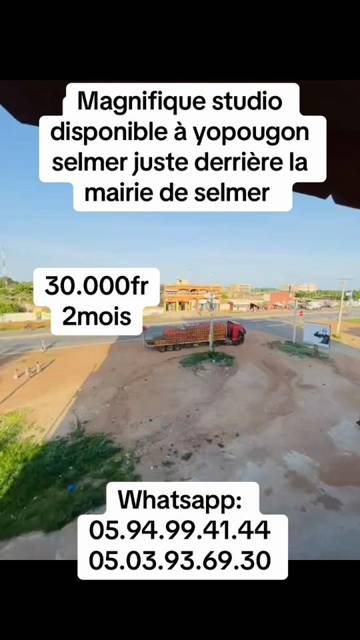 Magnifique studio
disponible à yopougon
selmer juste derrière la
mairie de selmer
30.000fr
2mois
Whatsapp:
05.94.99.41.44
05.03.93.69.30